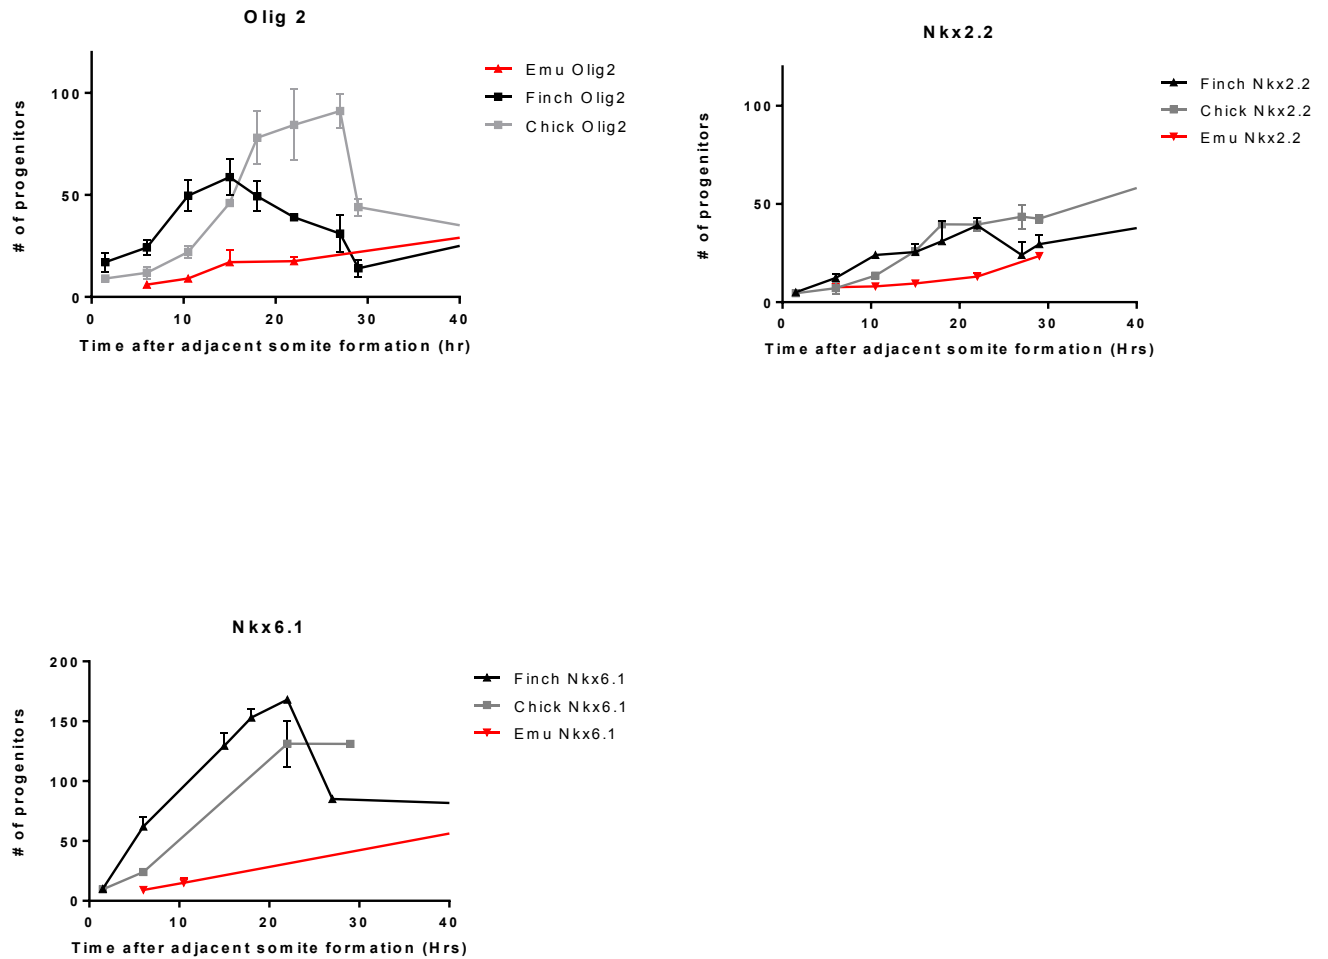 Olig 2
100
50
0
# of progenitors
0 10 20 30 40
Time after adjacent somite formation (hr)
Emu Olig2
Finch Olig2
Chick Olig2
Nkx2.2
100
50
0
# of progenitors
0 10 20 30 40
Time after adjacent somite formation (Hrs)
Finch Nkx2.2
Chick Nkx2.2
Emu Nkx2.2
Nkx6.1
200
150
100
50
0
# of progenitors
0 10 20 30 40
Time after adjacent somite formation (Hrs)
Finch Nkx6.1
Chick Nkx6.1
Emu Nkx6.1